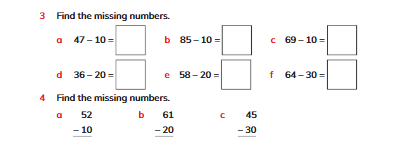 3 Find the missing numbers.
a 47 – 10 = b 85 – 10 = c 69 – 10 =
d 36 – 20 = e 58 – 20 = f 64 – 30 =
4 Find the missing numbers.
a 52 b 61 c 45
– 10 – 20 – 30